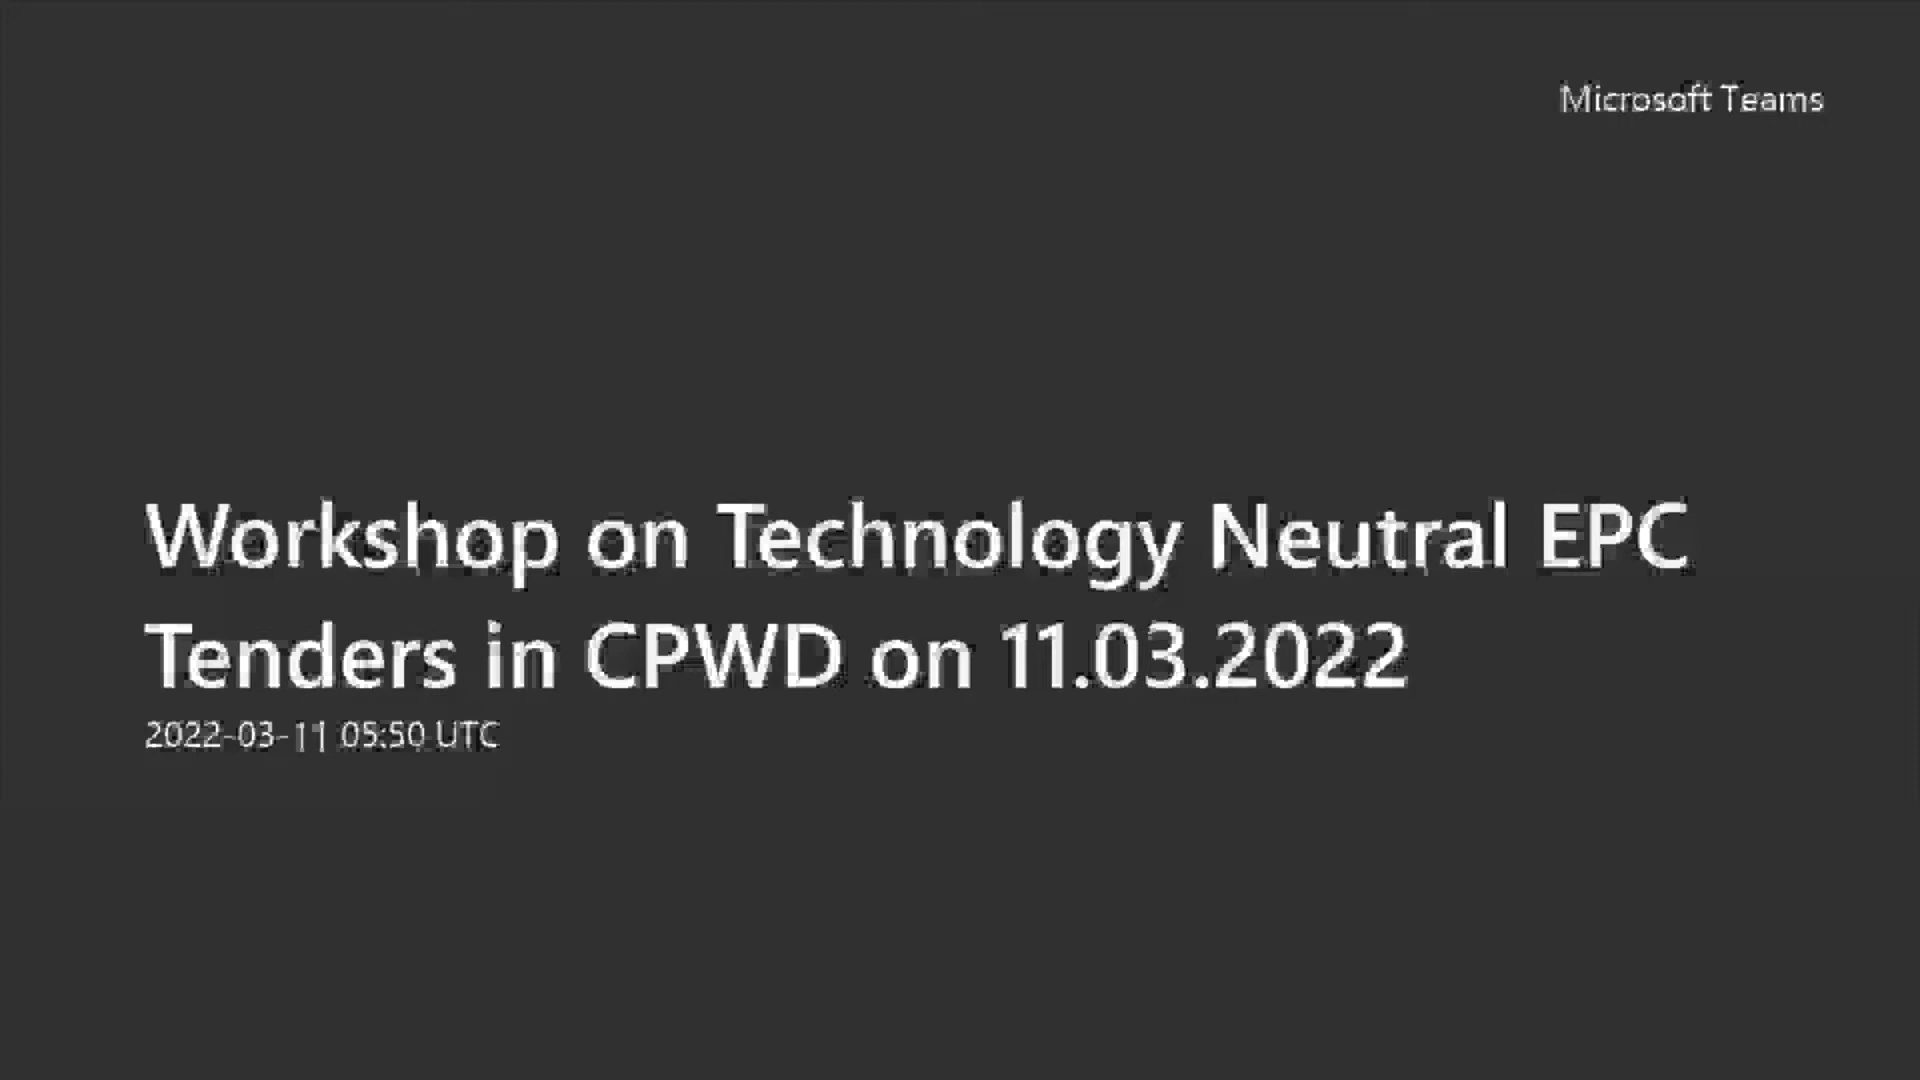 Microsoft Teams
Workshop on Technology Neutral EPC
Tenders in CPWD on 11.03.2022
2022-03-11 05:50 UTC